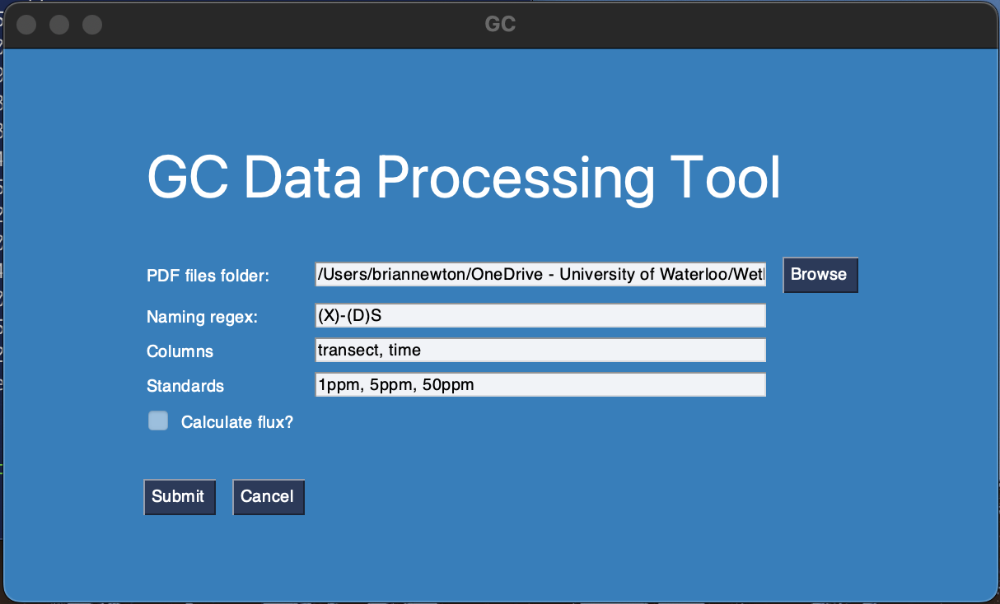 GC
GC Data Processing Tool
PDF files folder: /Users/briannewton/OneDrive - University of Waterloo/Wetl Browse
Naming regex: (X)-(D)S
Columns transect, time
Standards 1ppm, 5ppm, 50ppm
Calculate flux?
Submit Cancel